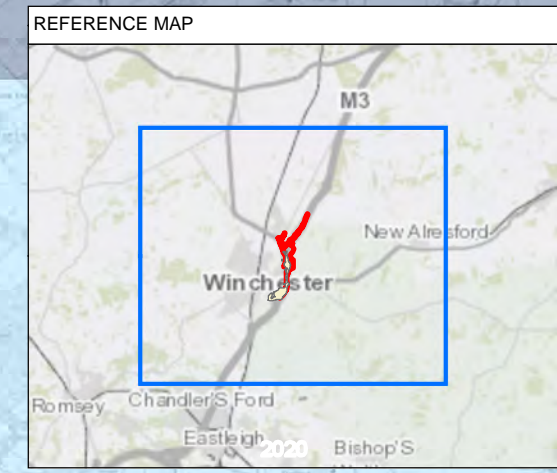 REFERENCE MAP
M3
New Alresford
Winchester
Romsey
Chandler'S Ford
Eastleigh
2020
Bishop'S